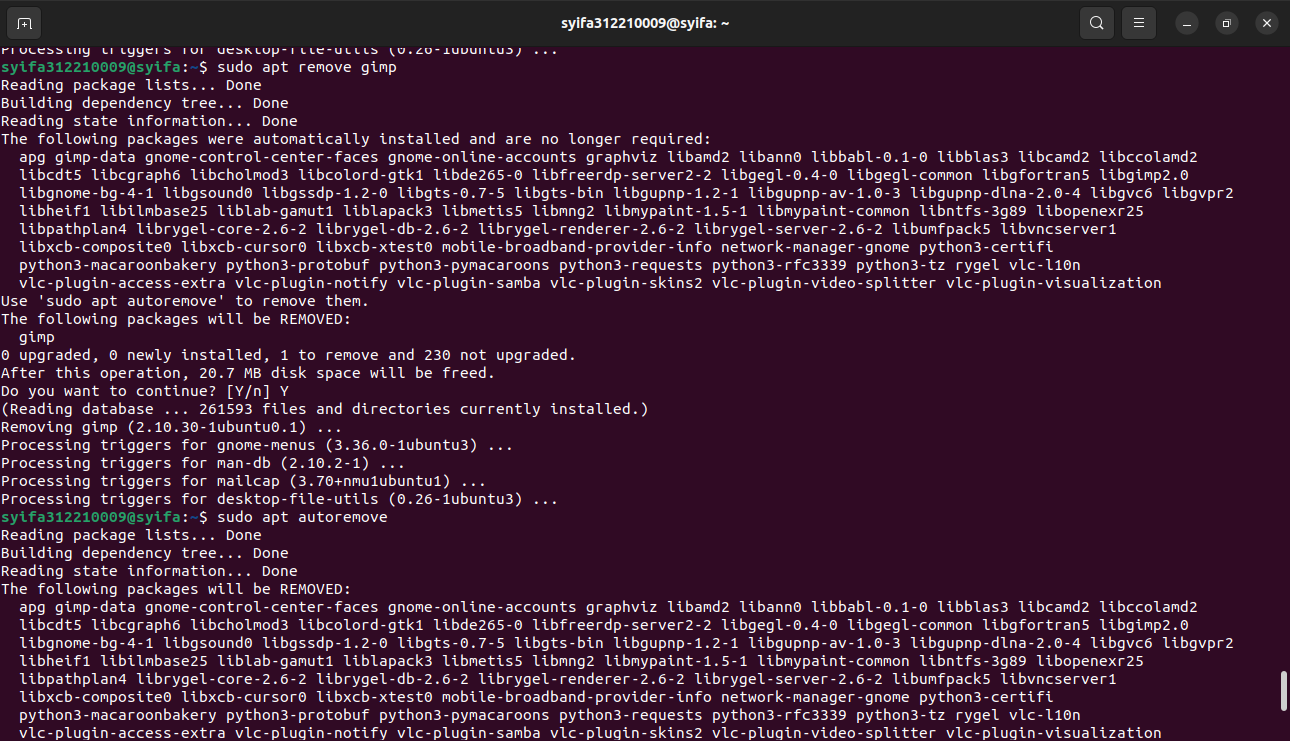 syifa312210009@syifa: ~
Processing triggers for desktop-file-utils (0.26-1ubuntu3) ...
syifa312210009@syifa:~$ sudo apt remove gimp
Reading package lists... Done
Building dependency tree... Done
Reading state information... Done
The following packages were automatically installed and are no longer required:
  apg gimp-data gnome-control-center-faces gnome-online-accounts graphviz libamd2 libann0 libbabl-0.1-0 libblas3 libcamd2 libccolamd2
  libcdt5 libcgraph6 libcholmod3 libcolord-gtk1 libde265-0 libfreerdp-server2-2 libgegl-0.4-0 libgegl-common libgfortran5 libgimp2.0
  libgnome-bg-4-1 libgsound0 libgssdp-1.2-0 libgts-0.7-5 libgts-bin libgupnp-1.2-1 libgupnp-av-1.0-3 libgupnp-dlna-2.0-4 libgvc6 libgvpr2
  libheif1 libilmbase25 liblab-gamut1 liblapack3 libmetis5 libmng2 libmypaint-1.5-1 libmypaint-common libntfs-3g89 libopenexr25
  libpathplan4 librygel-core-2.6-2 librygel-db-2.6-2 librygel-renderer-2.6-2 librygel-server-2.6-2 libumfpack5 libvncserver1
  libxcb-composite0 libxcb-cursor0 libxcb-xtest0 mobile-broadband-provider-info network-manager-gnome python3-certifi
  python3-macaroonbakery python3-protobuf python3-pymacaroons python3-requests python3-rfc3339 python3-tz rygel vlc-l10n
  vlc-plugin-access-extra vlc-plugin-notify vlc-plugin-samba vlc-plugin-skins2 vlc-plugin-video-splitter vlc-plugin-visualization
Use 'sudo apt autoremove' to remove them.
The following packages will be REMOVED:
  gimp
0 upgraded, 0 newly installed, 1 to remove and 230 not upgraded.
After this operation, 20.7 MB disk space will be freed.
Do you want to continue? [Y/n] Y
(Reading database ... 261593 files and directories currently installed.)
Removing gimp (2.10.30-1ubuntu0.1) ...
Processing triggers for gnome-menus (3.36.0-1ubuntu3) ...
Processing triggers for man-db (2.10.2-1) ...
Processing triggers for mailcap (3.70+nmu1ubuntu1) ...
Processing triggers for desktop-file-utils (0.26-1ubuntu3) ...
syifa312210009@syifa:~$ sudo apt autoremove
Reading package lists... Done
Building dependency tree... Done
Reading state information... Done
The following packages will be REMOVED:
  apg gimp-data gnome-control-center-faces gnome-online-accounts graphviz libamd2 libann0 libbabl-0.1-0 libblas3 libcamd2 libccolamd2
  libcdt5 libcgraph6 libcholmod3 libcolord-gtk1 libde265-0 libfreerdp-server2-2 libgegl-0.4-0 libgegl-common libgfortran5 libgimp2.0
  libgnome-bg-4-1 libgsound0 libgssdp-1.2-0 libgts-0.7-5 libgts-bin libgupnp-1.2-1 libgupnp-av-1.0-3 libgupnp-dlna-2.0-4 libgvc6 libgvpr2
  libheif1 libilmbase25 liblab-gamut1 liblapack3 libmetis5 libmng2 libmypaint-1.5-1 libmypaint-common libntfs-3g89 libopenexr25
  libpathplan4 librygel-core-2.6-2 librygel-db-2.6-2 librygel-renderer-2.6-2 librygel-server-2.6-2 libumfpack5 libvncserver1
  libxcb-composite0 libxcb-cursor0 libxcb-xtest0 mobile-broadband-provider-info network-manager-gnome python3-certifi
  python3-macaroonbakery python3-protobuf python3-pymacaroons python3-requests python3-rfc3339 python3-tz rygel vlc-l10n
  vlc-plugin-access-extra vlc-plugin-notify vlc-plugin-samba vlc-plugin-skins2 vlc-plugin-video-splitter vlc-plugin-visualization